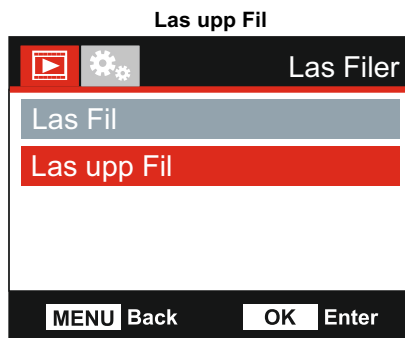 Las upp Fil
Las Filer
Las Fil
Las upp Fil
MENU Back OK Enter